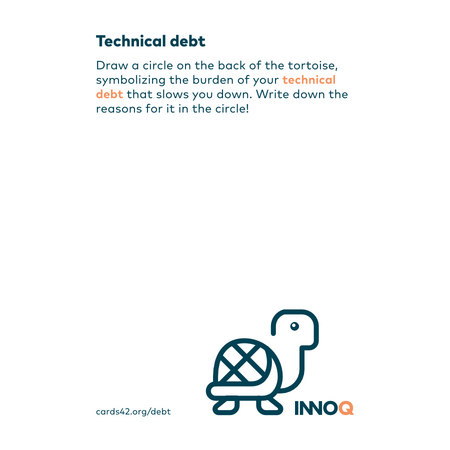 Technical debt
Draw a circle on the back of the tortoise,
symbolizing the burden of your technical
debt that slows you down. Write down the
reasons for it in the circle!
cards42.org/debt
INNOQ